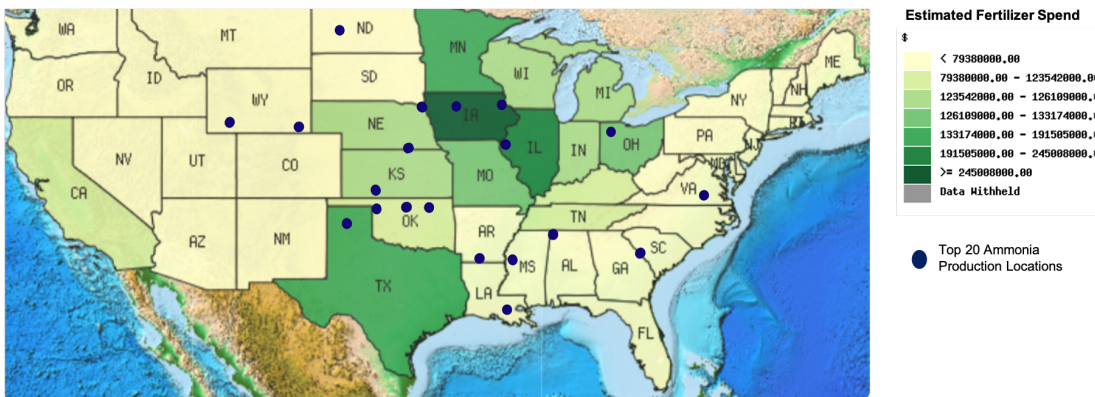 Estimated Fertilizer Spend
$
< 79380000.00
79380000.00 - 123542000.00
123542000.00 - 126109000.00
126109000.00 - 133174000.00
133174000.00 - 191505000.00
191505000.00 - 245008000.00
>= 245008000.00
Data Withheld
Top 20 Ammonia
Production Locations
WA
MT
ND
MN
ME
OR
ID
SD
WI
MI
NY
NH
WY
IA
RI
NE
PA
NV
UT
CO
IL
IN
OH
NJ
MD
CA
KS
MO
VA
AZ
NM
OK
TN
AR
SC
MS
AL
GA
TX
LA
FL